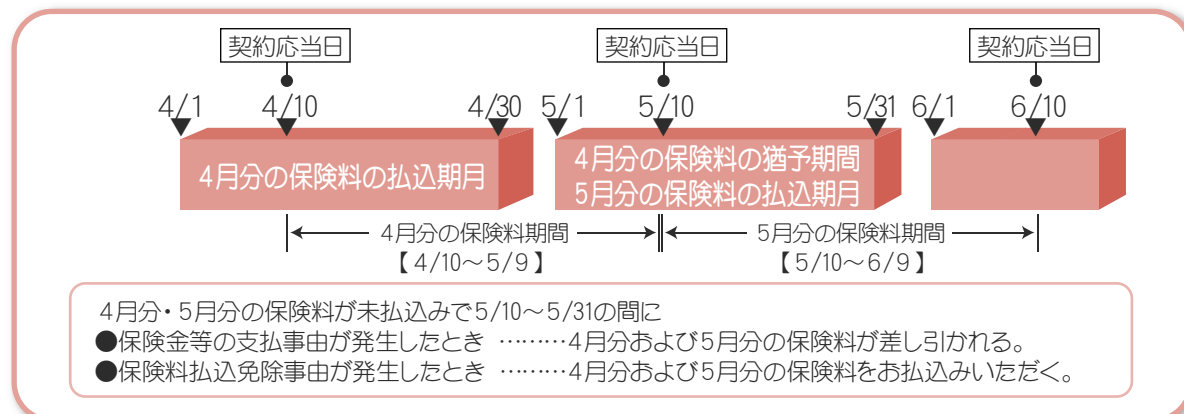 契約応当日 契約応当日 契約応当日
4/1 4/10 4/30 5/1 5/10 5/31 6/1 6/10
4月分の保険料の払込期月
4月分の保険料の猶予期間
5月分の保険料の払込期月
4月分の保険料期間
【4/10～5/9】
5月分の保険料期間
【5/10～6/9】
4月分・5月分の保険料が未払込みで5/10～5/31の間に
●保険金等の支払事由が発生したとき ………4月分および5月分の保険料が差し引かれる。
●保険料払込免除事由が発生したとき ………4月分および5月分の保険料をお払込みいただく。